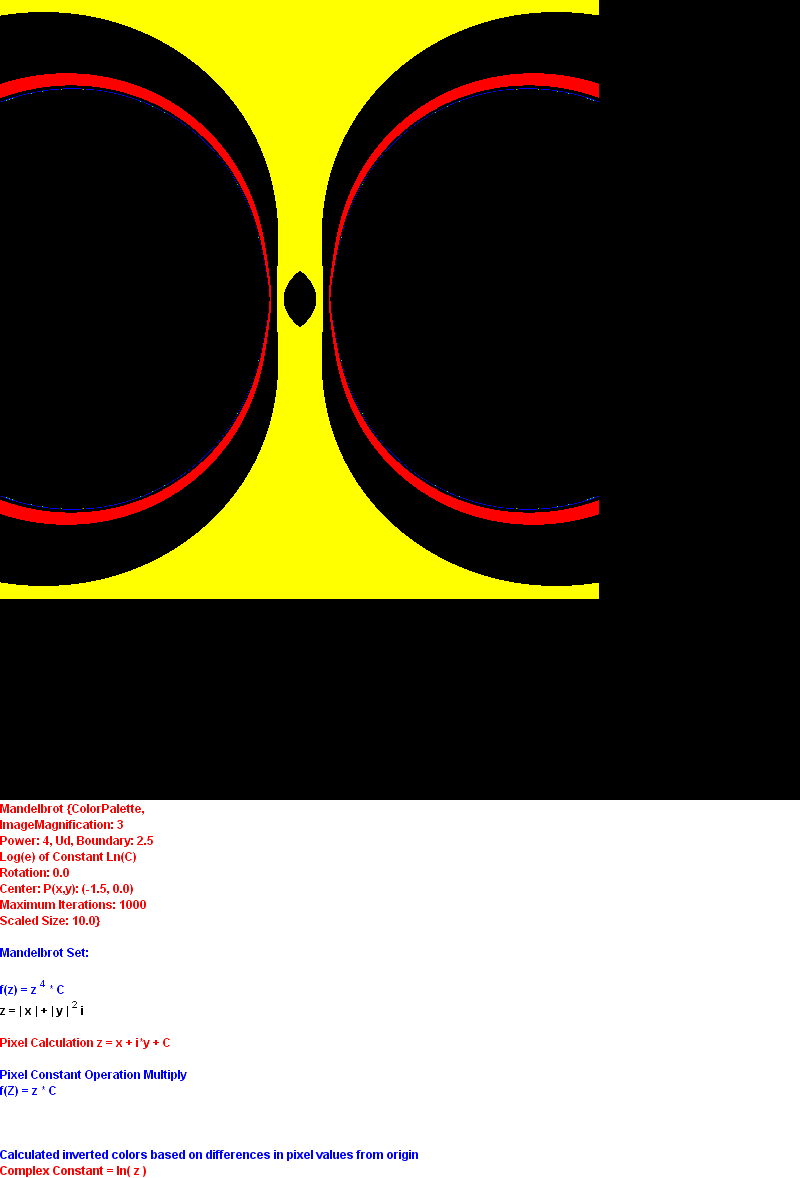 Mandelbrot {ColorPalette,
ImageMagnification: 3
Power: 4, Ud, Boundary: 2.5
Log(e) of Constant Ln(C)
Rotation: 0.0
Center: P(x,y): (-1.5, 0.0)
Maximum Iterations: 1000
Scaled Size: 10.0}
Mandelbrot Set:
f(z) = z 4 * C
z = | x | + | y | 2 i
Pixel Calculation z = x + i*y + C
Pixel Constant Operation Multiply
f(Z) = z * C
Calculated inverted colors based on differences in pixel values from origin
Complex Constant = ln( z )